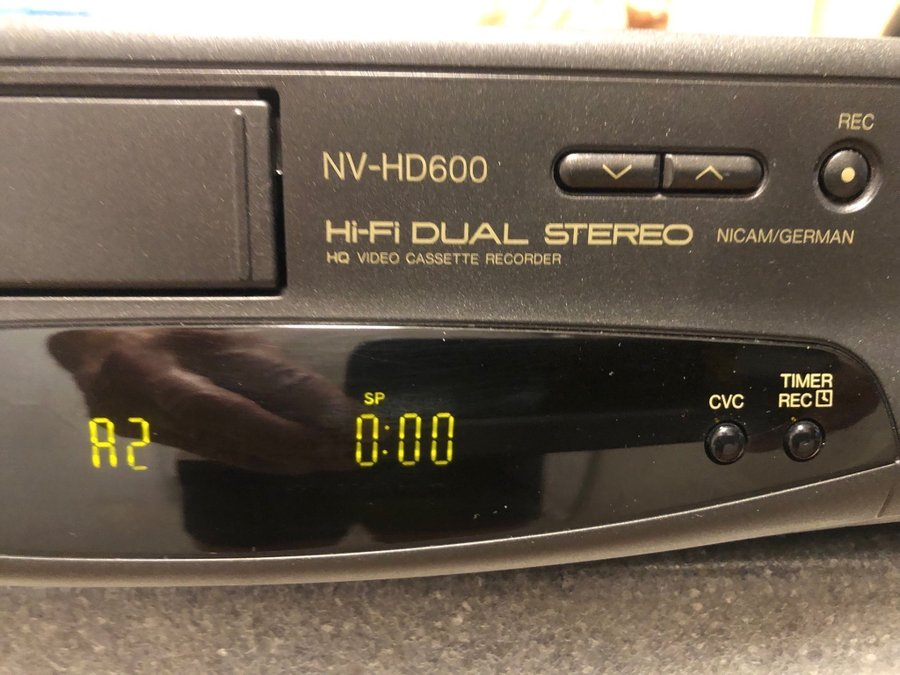 REC
NV-HD600
Hi-Fi DUAL STEREO NICAM/GERMAN
HQ VIDEO CASSETTE RECORDER
TIMER
CVC REC
SP
A2 0:00